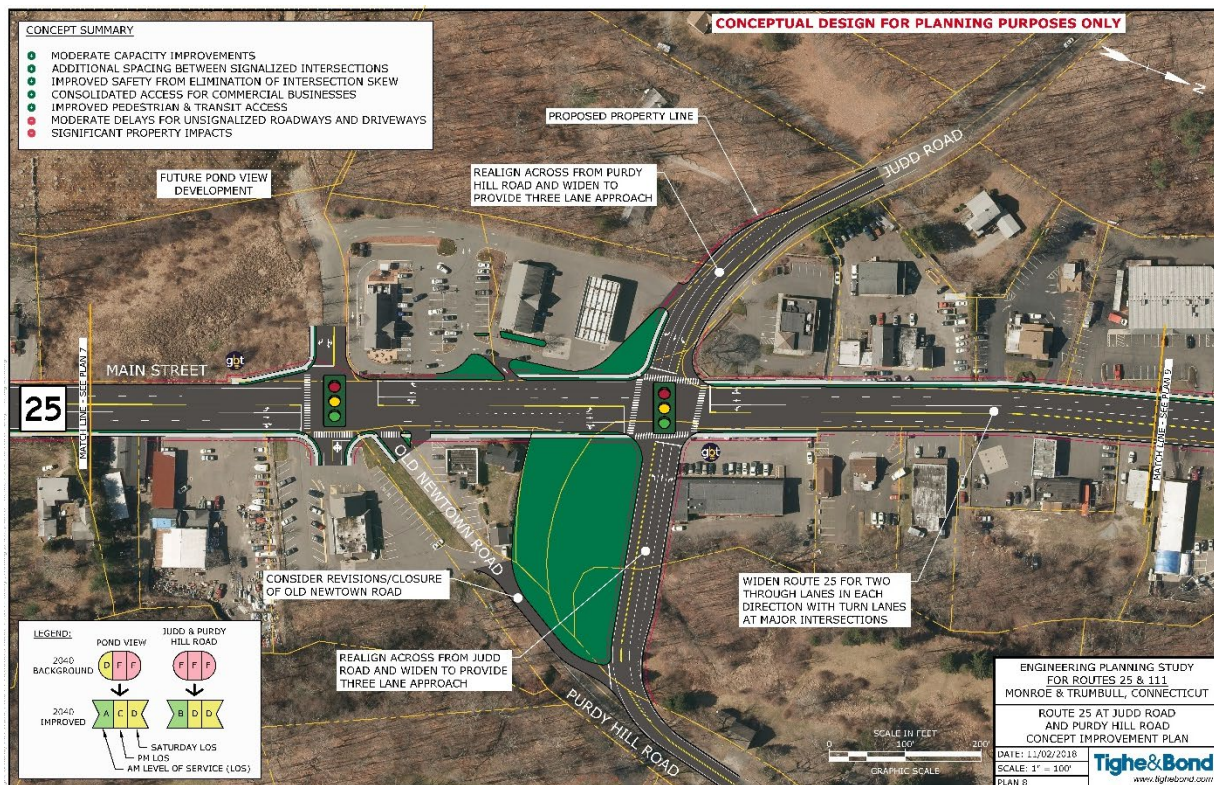 CONCEPTUAL DESIGN FOR PLANNING PURPOSES ONLY
CONCEPT SUMMARY
MODERATE CAPACITY IMPROVEMENTS
ADDITIONAL SPACING BETWEEN SIGNALIZED INTERSECTIONS
IMPROVED SAFETY FROM ELIMINATION OF INTERSECTION SKEW
CONSOLIDATED ACCESS FOR COMMERCIAL BUSINESSES
IMPROVED PEDESTRIAN & TRANSIT ACCESS
MODERATE DELAYS FOR UNSIGNALIZED ROADWAYS AND DRIVEWAYS
SIGNIFICANT PROPERTY IMPACTS
N
PROPOSED PROPERTY LINE
JUDD ROAD
FUTURE POND VIEW
DEVELOPMENT
REALIGN ACROSS FROM PURDY
HILL ROAD AND WIDEN TO
PROVIDE THREE LANE APPROACH
MATCH LINE - SEE PLAN 7
MAIN STREET
gbt
25
MATCH LINE - SEE PLAN 9
OLD NEWTOWN ROAD
gbt
CONSIDER REVISIONS/CLOSURE
OF OLD NEWTOWN ROAD
WIDEN ROUTE 25 FOR TWO
THROUGH LANES IN EACH
DIRECTION WITH TURN LANES
AT MAJOR INTERSECTIONS
REALIGN ACROSS FROM JUDD
ROAD AND WIDEN TO PROVIDE
THREE LANE APPROACH
PURDY HILL ROAD
LEGEND:
POND VIEW
JUDD & PURDY
HILL ROAD
2040
BACKGROUND
D F F
F F F
2040
IMPROVED
A C D
B D D
SATURDAY LOS
PM LOS
AM LEVEL OF SERVICE (LOS)
SCALE IN FEET
0 100' 200'
GRAPHIC SCALE
ENGINEERING PLANNING STUDY
FOR ROUTES 25 & 111
MONROE & TRUMBULL, CONNECTICUT
ROUTE 25 AT JUDD ROAD
AND PURDY HILL ROAD
CONCEPT IMPROVEMENT PLAN
DATE: 11/02/2018
SCALE: 1" = 100'
PLAN 8
Tighe&Bond
www.tighebond.com